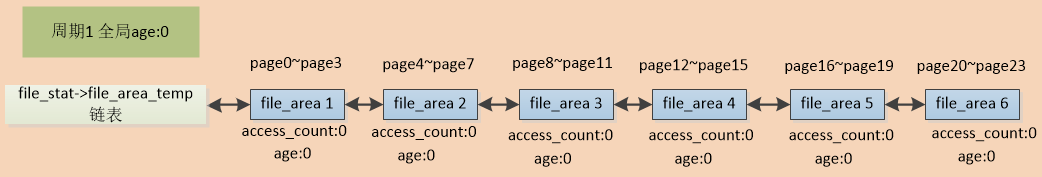 周期1 全局age:0
page0~page3
page4~page7
page8~page11
page12~page15
page16~page19
page20~page23
file_stat->file_area_temp
链表
file_area 1
file_area 2
file_area 3
file_area 4
file_area 5
file_area 6
access_count:0
age:0
access_count:0
age:0
access_count:0
age:0
access_count:0
age:0
access_count:0
age:0
access_count:0
age:0